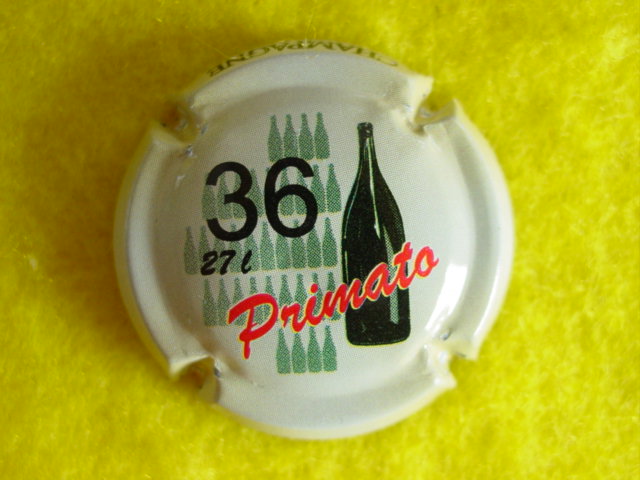 CHAMPAGNE
36
27 l
Primato